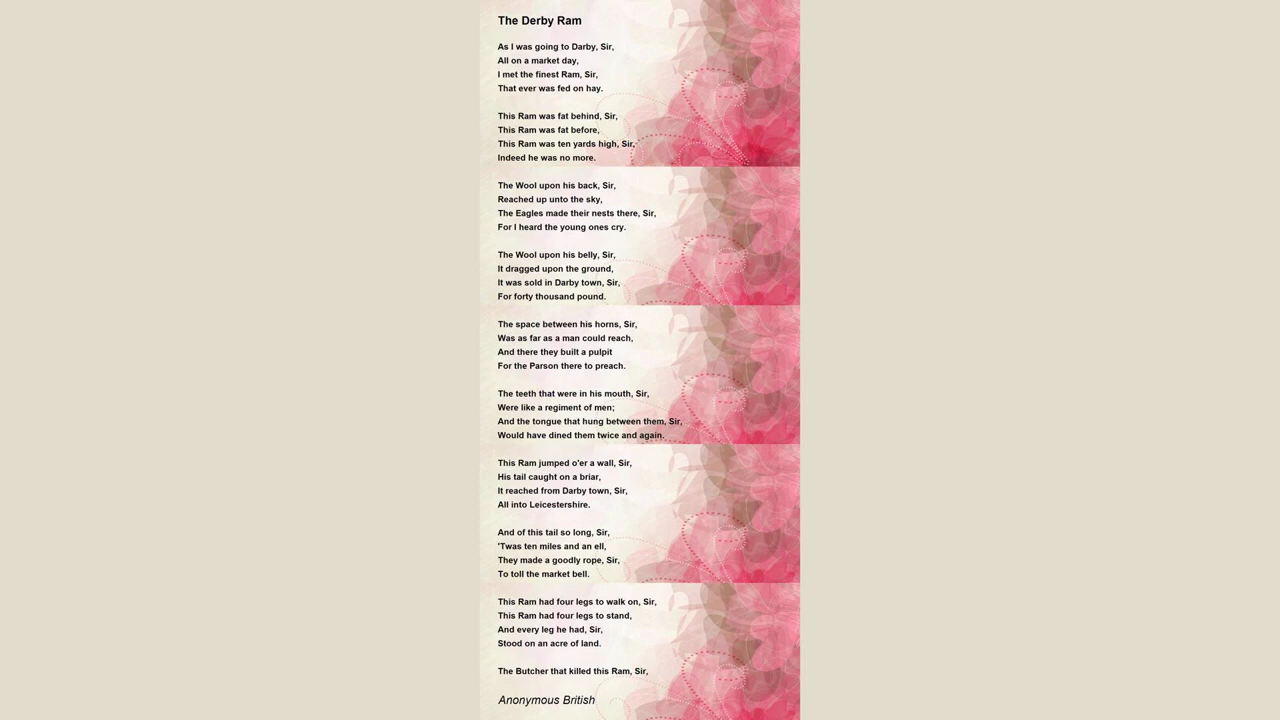 The Derby Ram
As I was going to Darby, Sir,
All on a market day,
I met the finest Ram, Sir,
That ever was fed on hay.
This Ram was fat behind, Sir,
This Ram was fat before,
This Ram was ten yards high, Sir,
Indeed he was no more.
The Wool upon his back, Sir,
Reached up unto the sky,
The Eagles made their nests there, Sir,
For I heard the young ones cry.
The Wool upon his belly, Sir,
It dragged upon the ground,
It was sold in Darby town, Sir,
For forty thousand pound.
The space between his horns, Sir,
Was as far as a man could reach,
And there they built a pulpit
For the Parson there to preach.
The teeth that were in his mouth, Sir,
Were like a regiment of men;
And the tongue that hung between them, Sir,
Would have dined them twice and again.
This Ram jumped o'er a wall, Sir,
His tail caught on a briar,
It reached from Darby town, Sir,
All into Leicestershire.
And of this tail so long, Sir,
'Twas ten miles and an ell,
They made a goodly rope, Sir,
To toll the market bell.
This Ram had four legs to walk on, Sir,
This Ram had four legs to stand,
And every leg he had, Sir,
Stood on an acre of land.
The Butcher that killed this Ram, Sir,
Anonymous British